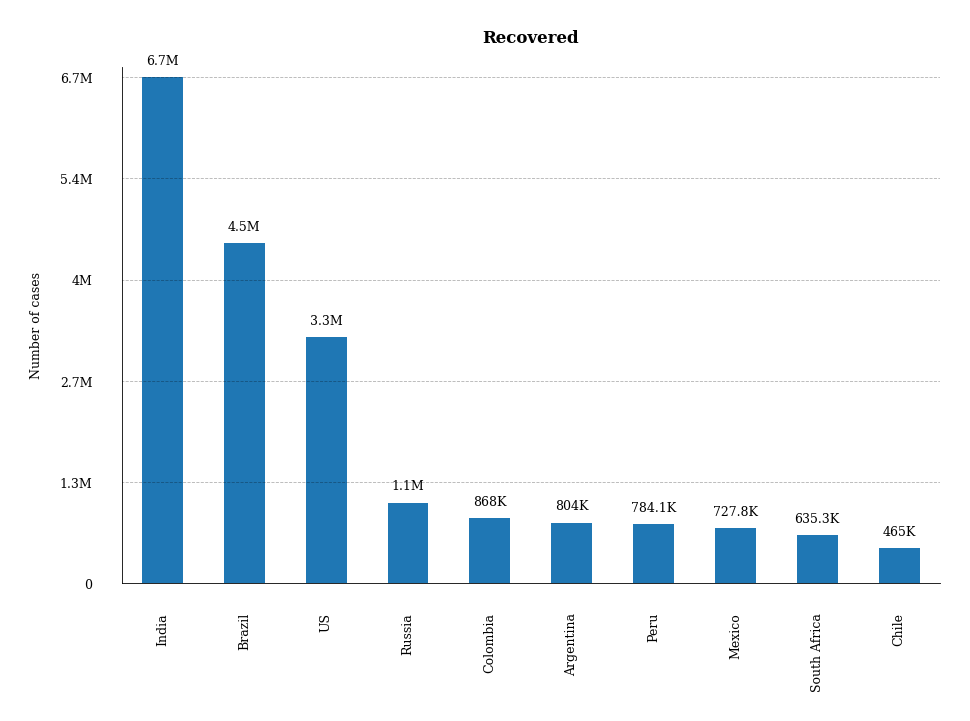 Recovered
6.7M
6.7M
5.4M
4.5M
4M
3.3M
2.7M
1.3M
1.1M
868K
804K
784.1K
727.8K
635.3K
465K
0
Number of cases
India
Brazil
US
Russia
Colombia
Argentina
Peru
Mexico
South Africa
Chile